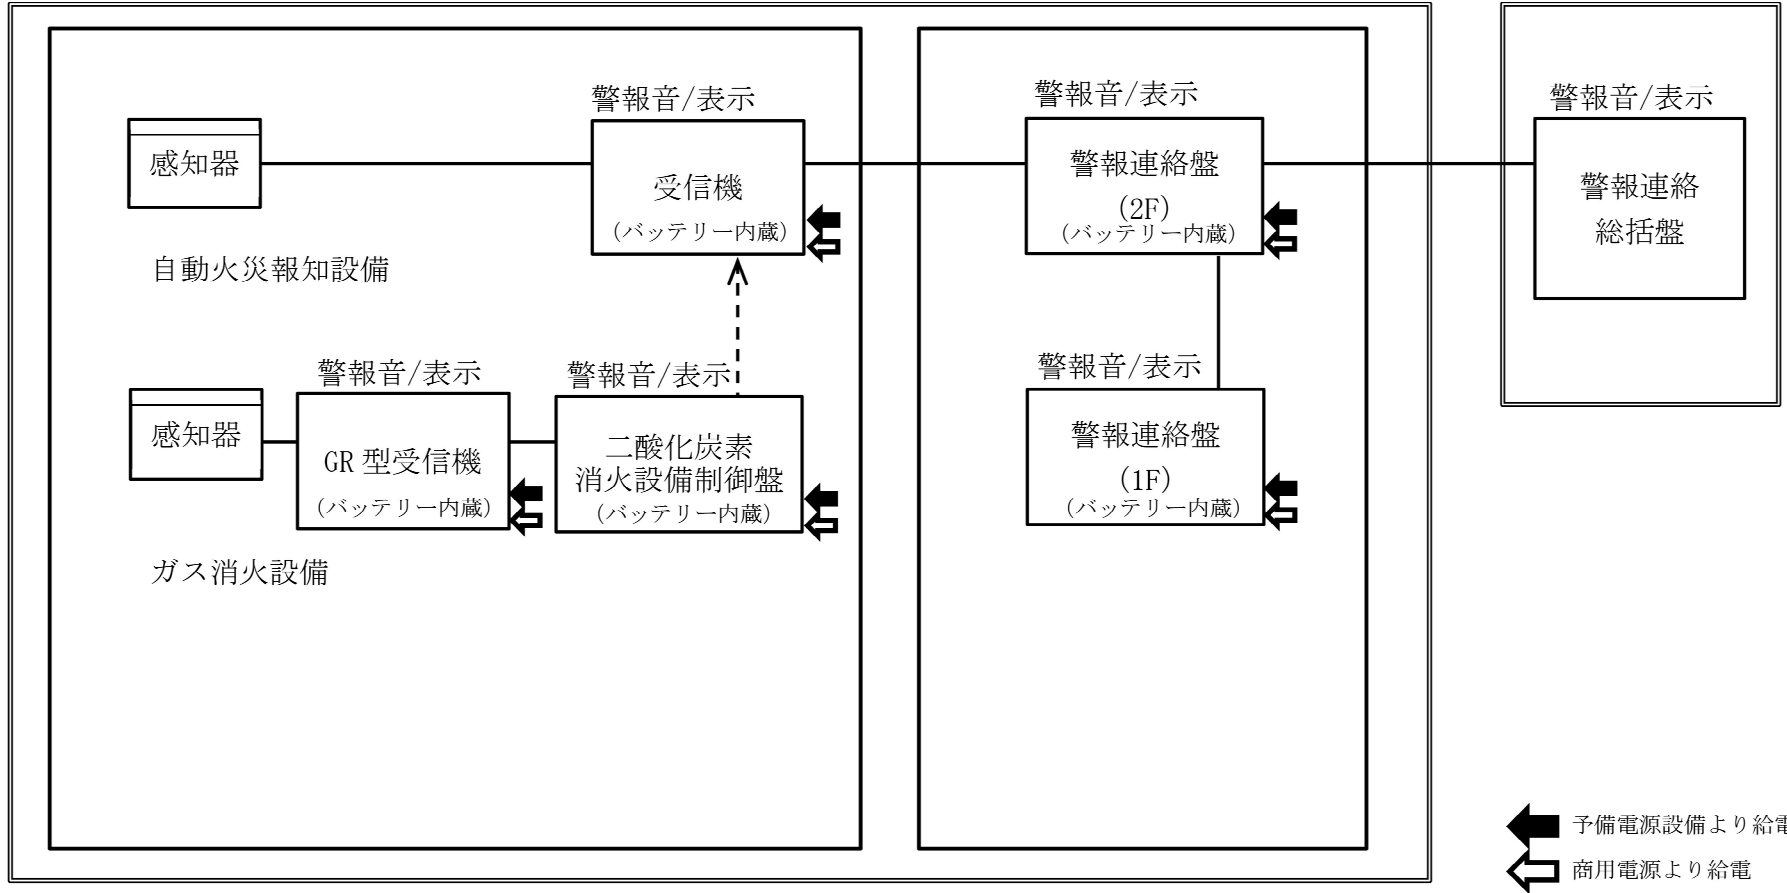 警報音/表示
警報音/表示
警報音/表示
感知器
受信機
(バッテリー内蔵)
警報連絡盤
(2F)
(バッテリー内蔵)
警報連絡
総括盤
自動火災報知設備
警報音/表示
警報音/表示
警報音/表示
感知器
GR 型受信機
(バッテリー内蔵)
二酸化炭素
消火設備制御盤
(バッテリー内蔵)
警報連絡盤
(1F)
(バッテリー内蔵)
ガス消火設備
予備電源設備より給電
商用電源より給電